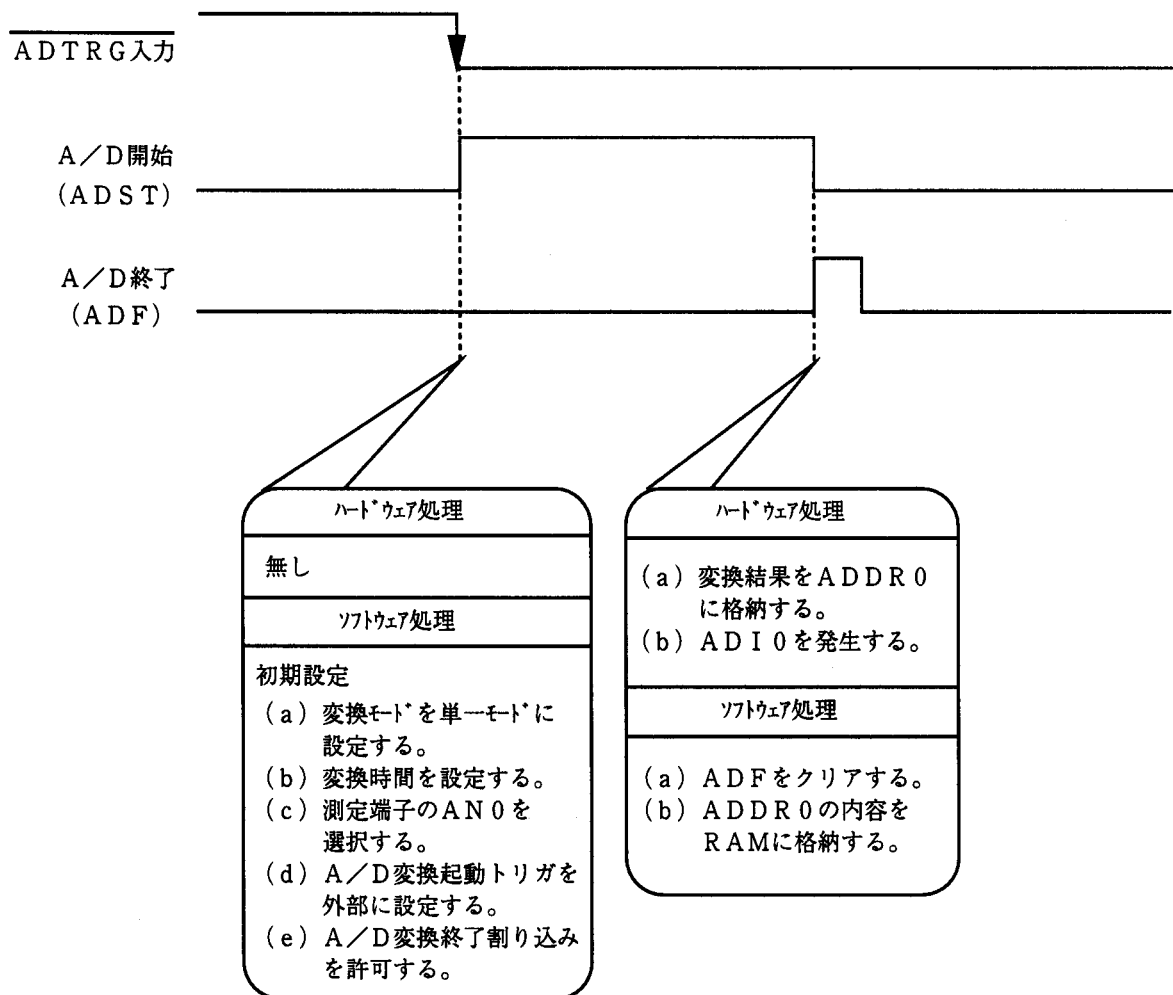 ADTRG入力
A/D開始
(ADST)
A/D終了
(ADF)
ハードウェア処理
無し
ソフトウェア処理
初期設定
(a) 変換モードを単一モードに
設定する。
(b) 変換時間を設定する。
(c) 測定端子のAN0を
選択する。
(d) A/D変換起動トリガを
外部に設定する。
(e) A/D変換終了割り込み
を許可する。
ハードウェア処理
(a) 変換結果をADDR0
に格納する。
(b) ADI0を発生する。
ソフトウェア処理
(a) ADFをクリアする。
(b) ADDR0の内容を
RAMに格納する。